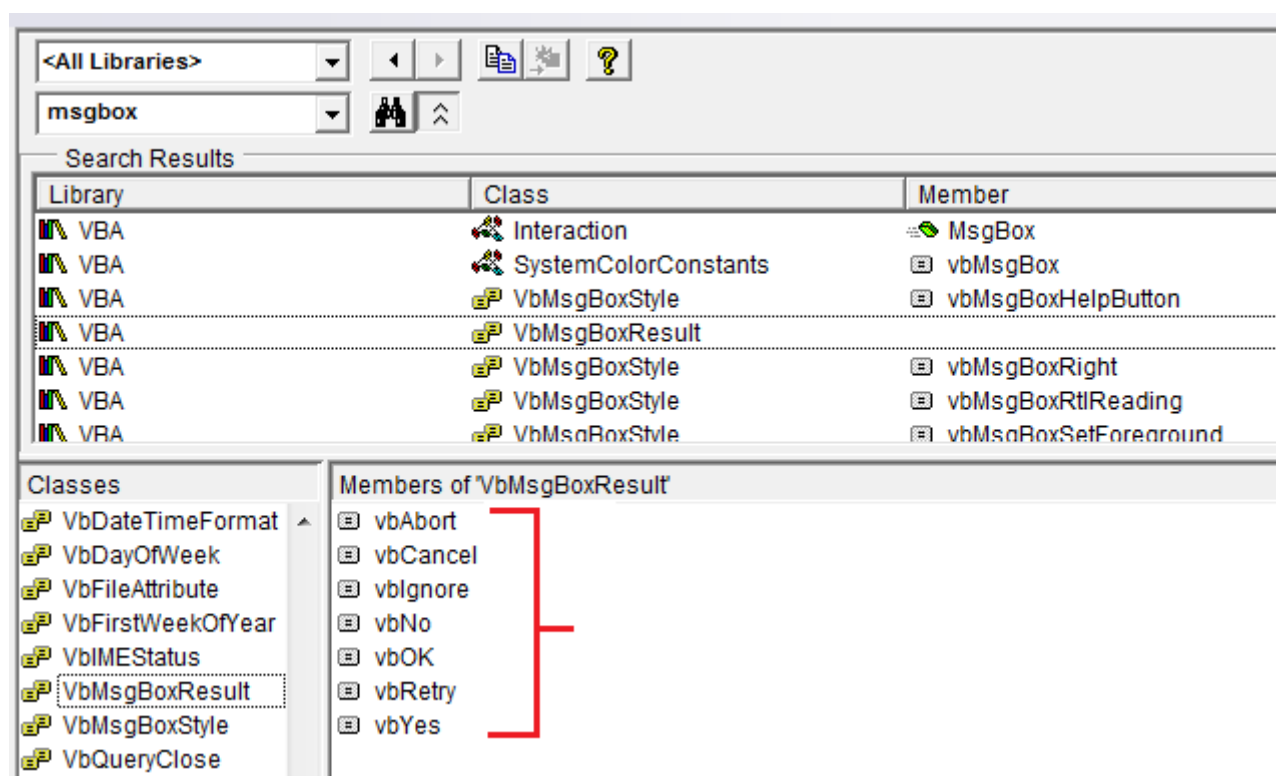 <All Libraries>
msgbox
Search Results
Library Class Member
VBA Interaction MsgBox
VBA SystemColorConstants vbMsgBox
VBA VbMsgBoxStyle vbMsgBoxHelpButton
VBA VbMsgBoxResult
VBA VbMsgBoxStyle vbMsgBoxRight
VBA VbMsgBoxStyle vbMsgBoxRtlReading
VBA VbMsgBoxStyle vbMsgBoxSetForeground
Classes
VbDateTimeFormat
VbDayOfWeek
VbFileAttribute
VbFirstWeekOfYear
VbIMEStatus
VbMsgBoxResult
VbMsgBoxStyle
VbQueryClose
Members of 'VbMsgBoxResult'
vbAbort
vbCancel
vbIgnore
vbNo
vbOK
vbRetry
vbYes